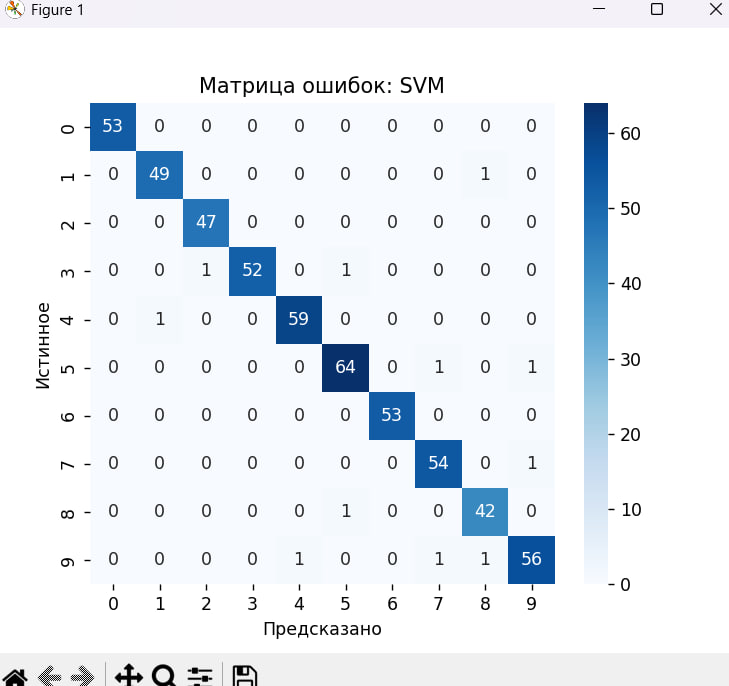 Figure 1
Матрица ошибок: SVM
0 53 0 0 0 0 0 0 0 0 0
1 0 49 0 0 0 0 0 0 1 0
2 0 0 47 0 0 0 0 0 0 0
3 0 0 1 52 0 1 0 0 0 0
4 0 1 0 0 59 0 0 0 0 0
5 0 0 0 0 0 64 0 1 0 1
6 0 0 0 0 0 0 53 0 0 0
7 0 0 0 0 0 0 0 54 0 1
8 0 0 0 0 0 1 0 0 42 0
9 0 0 0 0 1 0 0 1 1 56
0 1 2 3 4 5 6 7 8 9
Предсказано
Истинное
60
50
40
30
20
10
0